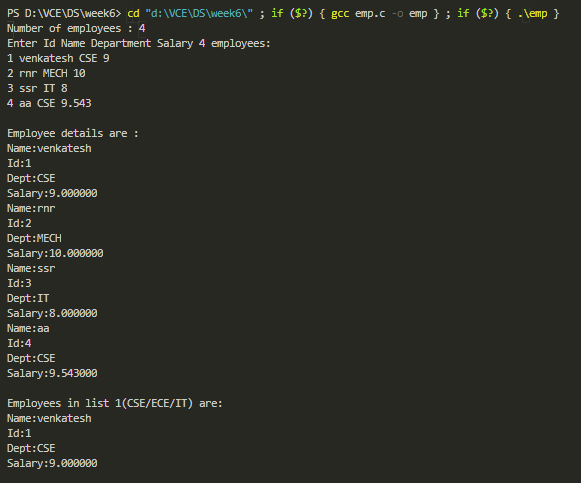 PS D:\VCE\DS\week6> cd "d:\VCE\DS\week6\" ; if ($?) { gcc emp.c -o emp } ; if ($?) { .\emp }
Number of employees : 4
Enter Id Name Department Salary 4 employees:
1 venkatesh CSE 9
2 rnr MECH 10
3 ssr IT 8
4 aa CSE 9.543

Employee details are :
Name:venkatesh
Id:1
Dept:CSE
Salary:9.000000
Name:rnr
Id:2
Dept:MECH
Salary:10.000000
Name:ssr
Id:3
Dept:IT
Salary:8.000000
Name:aa
Id:4
Dept:CSE
Salary:9.543000

Employees in list 1(CSE/ECE/IT) are:
Name:venkatesh
Id:1
Dept:CSE
Salary:9.000000